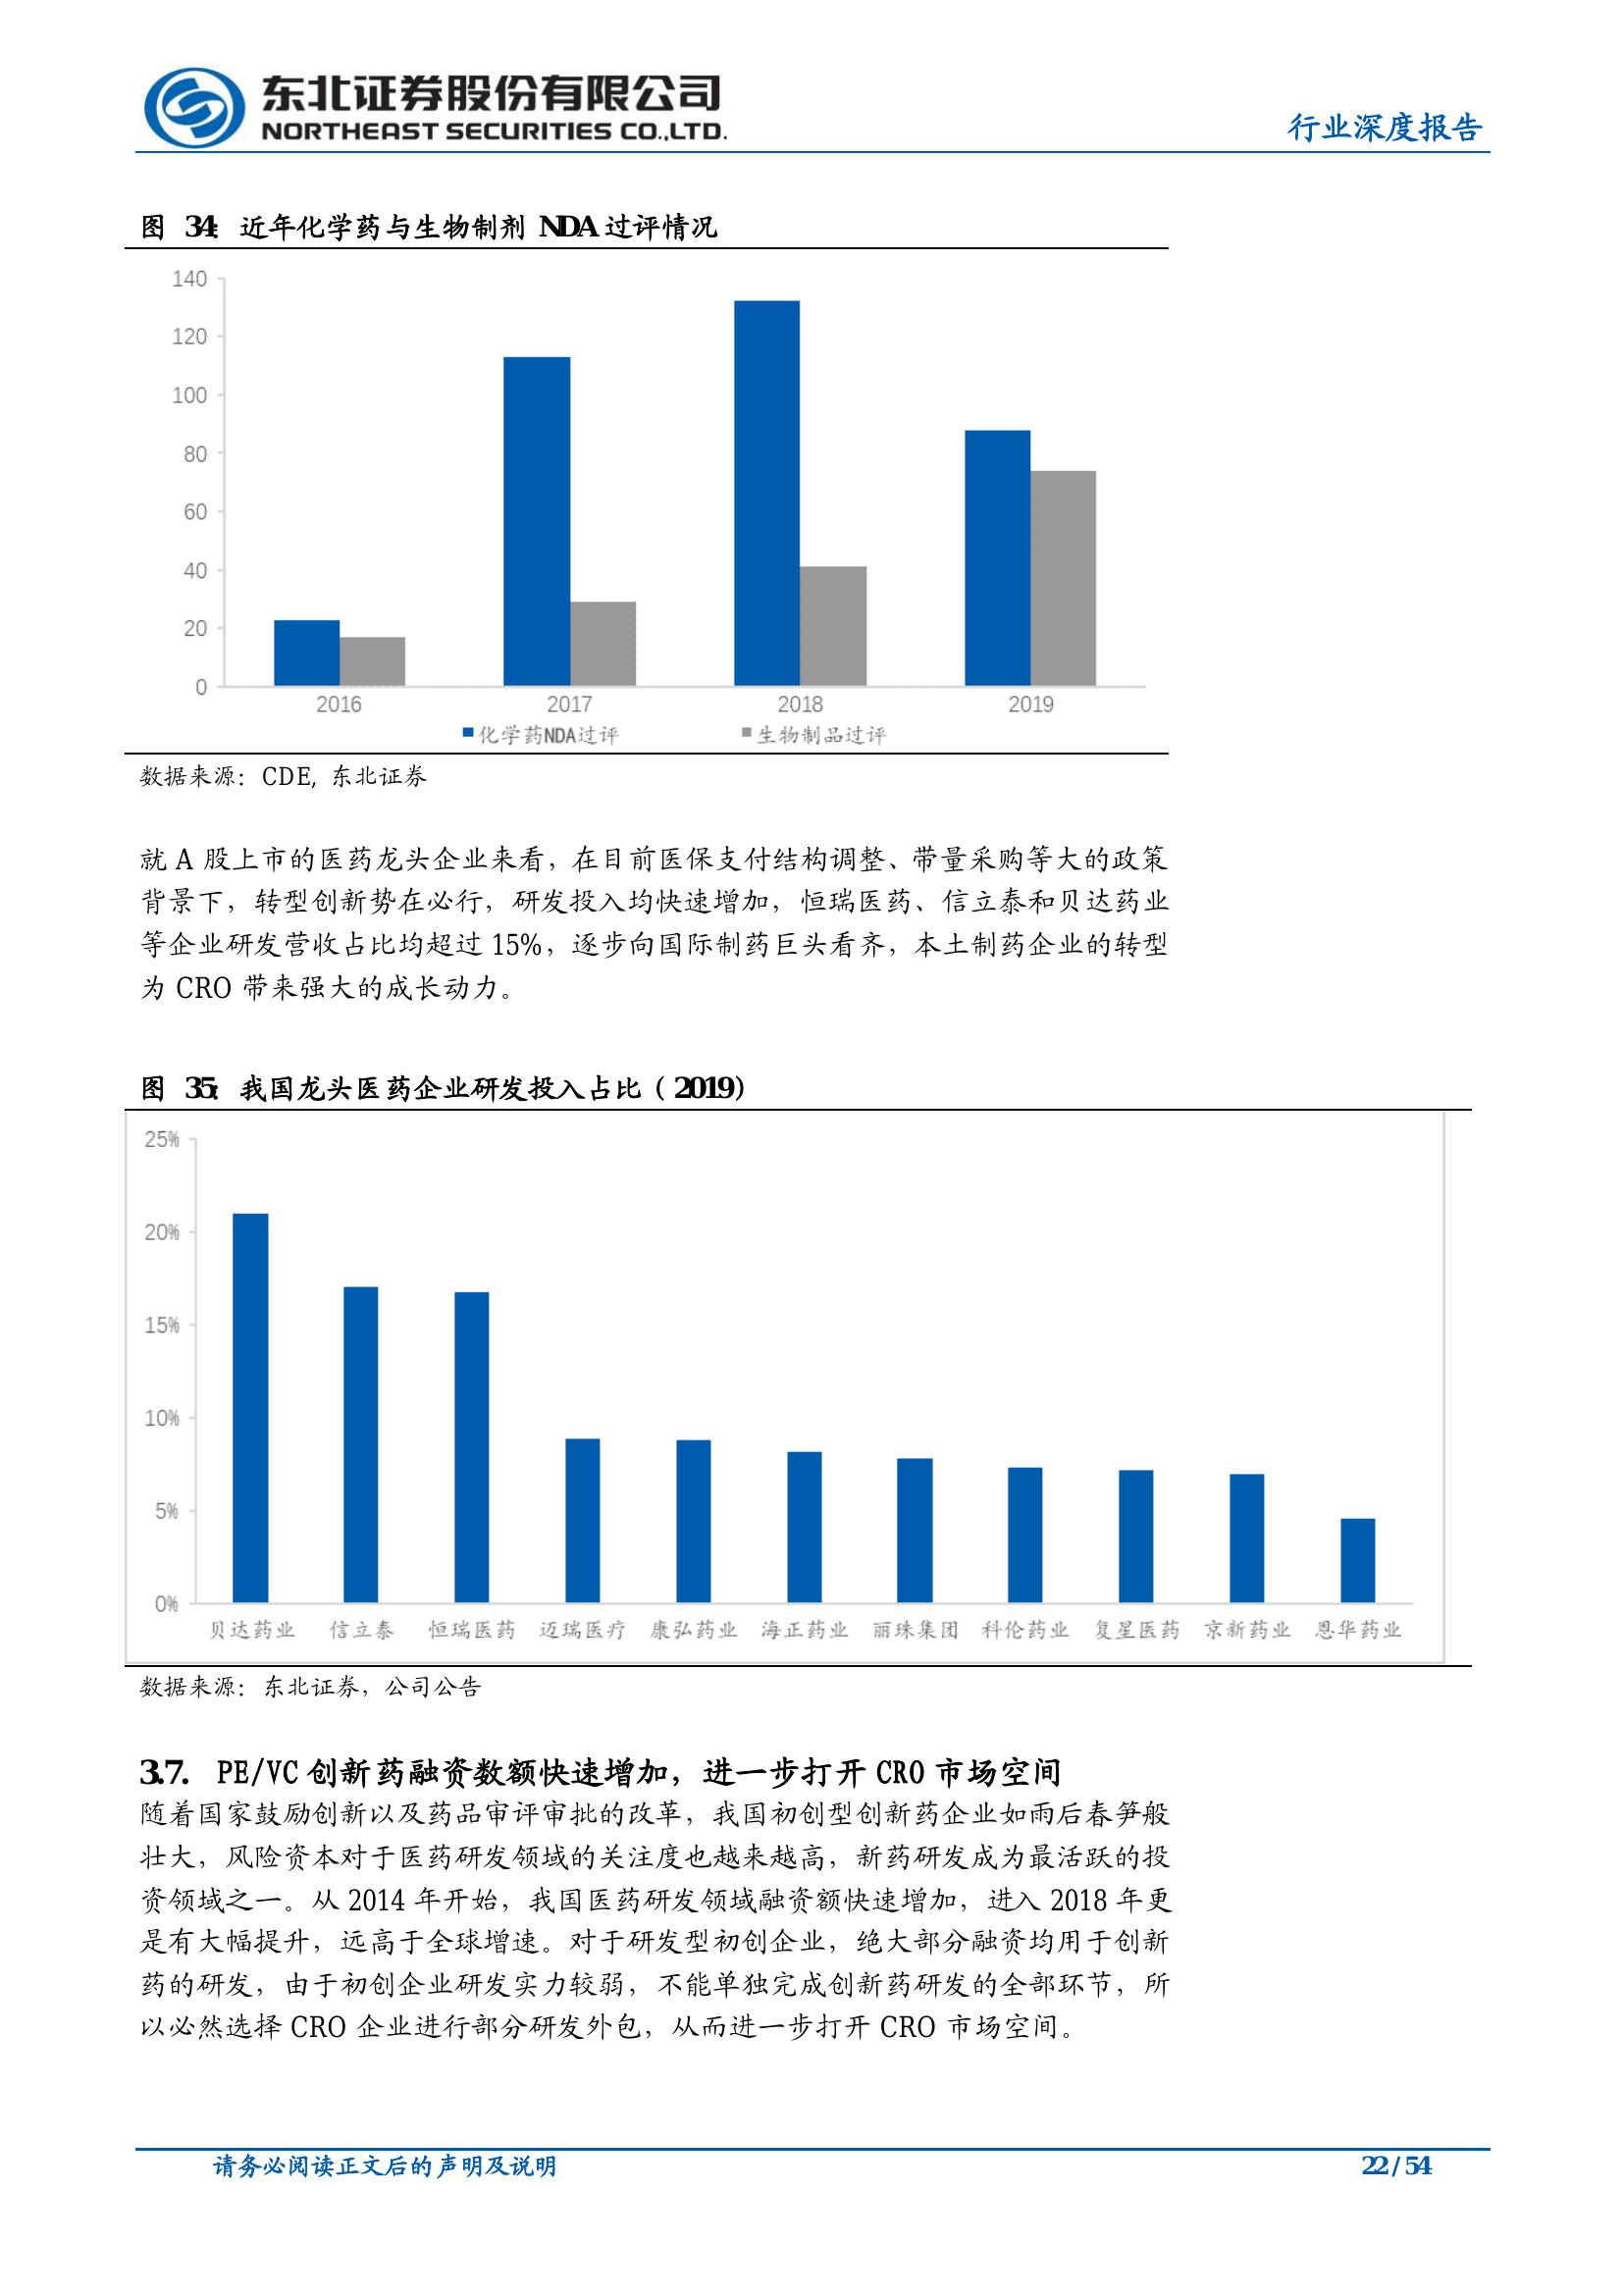 东北证券股份有限公司
NORTHEAST SECURITIES CO.,LTD.
行业深度报告
图 34：近年化学药与生物制剂 NDA 过评情况
140
120
100
80
60
40
20
0
2016 2017 2018 2019
化学药NDA过评 生物制品过评
数据来源：CDE, 东北证券
就 A 股上市的医药龙头企业来看，在目前医保支付结构调整、带量采购等大的政策
背景下，转型创新势在必行，研发投入均快速增加，恒瑞医药、信立泰和贝达药业
等企业研发营收占比均超过 15%，逐步向国际制药巨头看齐，本土制药企业的转型
为 CRO 带来强大的成长动力。
图 35：我国龙头医药企业研发投入占比（2019）
25%
20%
15%
10%
5%
0%
贝达药业 信立泰 恒瑞医药 迈瑞医疗 康弘药业 海正药业 丽珠集团 科伦药业 复星医药 京新药业 恩华药业
数据来源：东北证券，公司公告
3.7. PE/VC 创新药融资数额快速增加，进一步打开 CRO 市场空间
随着国家鼓励创新以及药品审评审批的改革，我国初创型创新药企业如雨后春笋般
壮大，风险资本对于医药研发领域的关注度也越来越高，新药研发成为最活跃的投
资领域之一。从 2014 年开始，我国医药研发领域融资额快速增加，进入 2018 年更
是有大幅提升，远高于全球增速。对于研发型初创企业，绝大部分融资均用于创新
药的研发，由于初创企业研发实力较弱，不能单独完成创新药研发的全部环节，所
以必然选择 CRO 企业进行部分研发外包，从而进一步打开 CRO 市场空间。
请务必阅读正文后的声明及说明
22 / 54